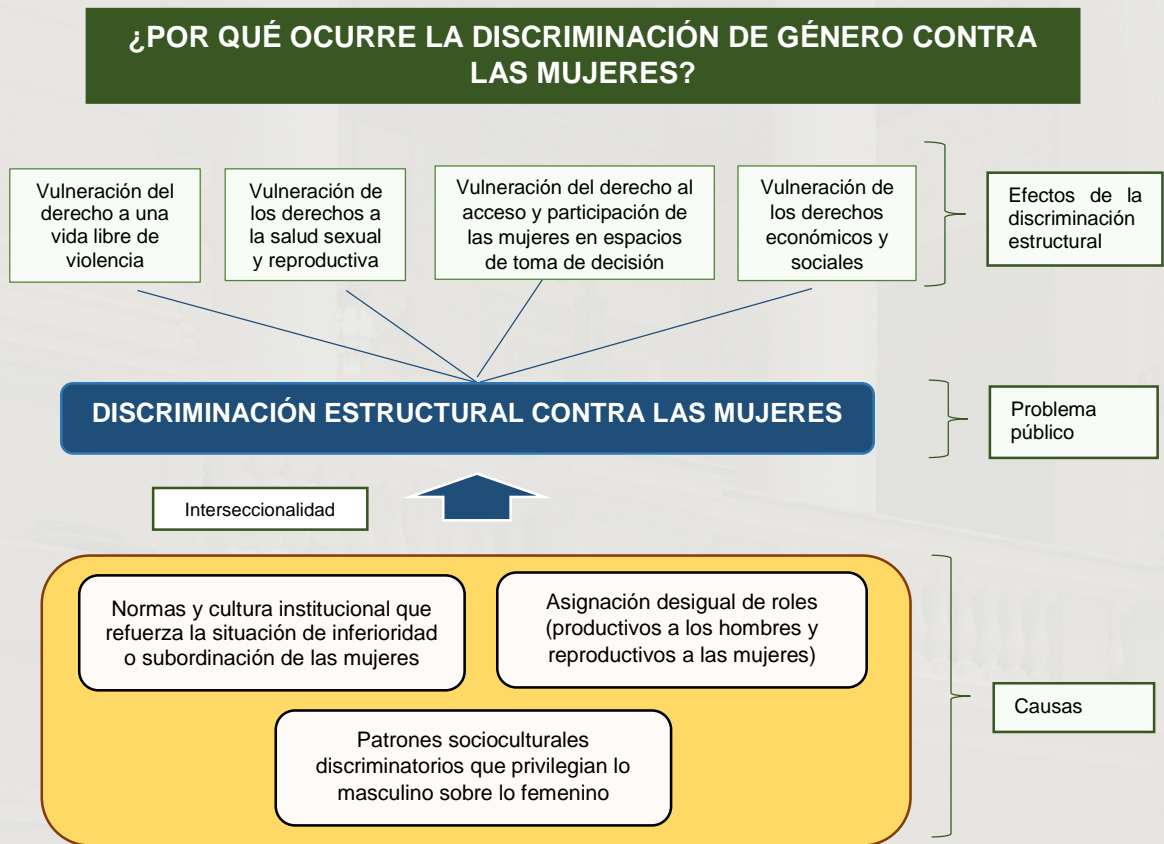 ¿POR QUÉ OCURRE LA DISCRIMINACIÓN DE GÉNERO CONTRA
LAS MUJERES?
Vulneración del
derecho a una
vida libre de
violencia
Vulneración de
los derechos a
la salud sexual
y reproductiva
Vulneración del derecho al
acceso y participación de
las mujeres en espacios
de toma de decisión
Vulneración de
los derechos
económicos y
sociales
Efectos de la
discriminación
estructural
DISCRIMINACIÓN ESTRUCTURAL CONTRA LAS MUJERES
Problema
público
Interseccionalidad
Normas y cultura institucional que
refuerza la situación de inferioridad
o subordinación de las mujeres
Asignación desigual de roles
(productivos a los hombres y
reproductivos a las mujeres)
Patrones socioculturales
discriminatorios que privilegian lo
masculino sobre lo femenino
Causas